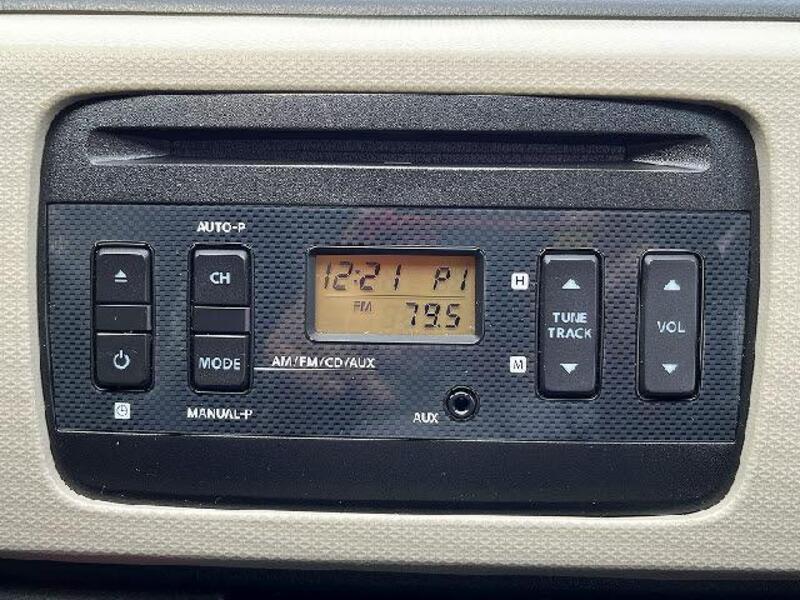 AUTO-P
CH
MODE
AM/FM/CD/AUX
MANUAL-P
12:21 P1
FM
79.5
AUX
H
TUNE
TRACK
M
VOL